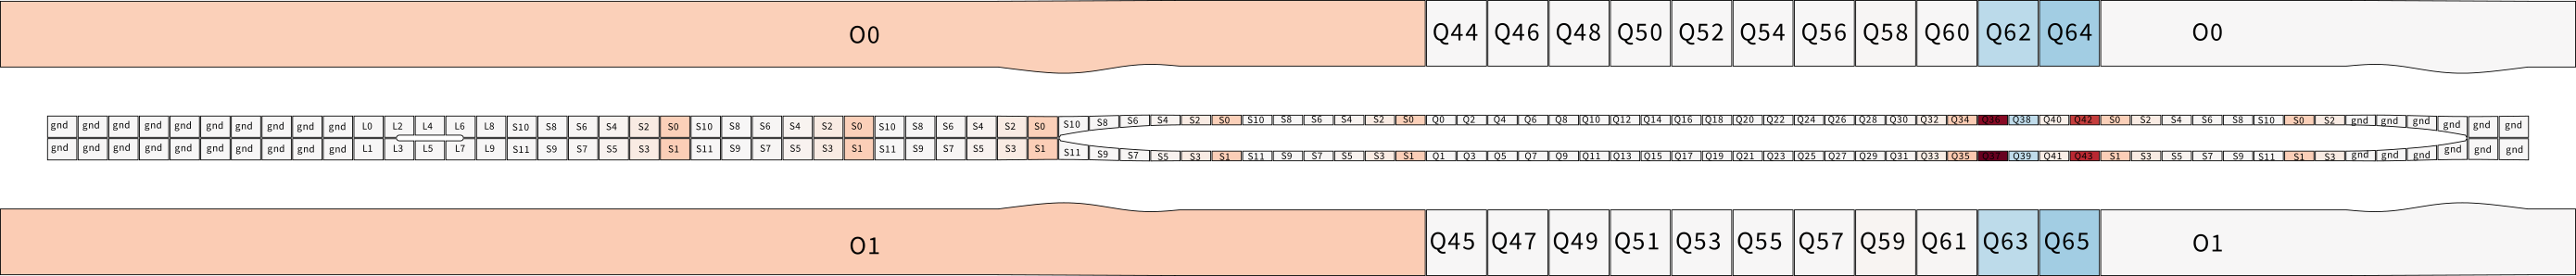 O0 Q44 Q46 Q48 Q50 Q52 Q54 Q56 Q58 Q60 Q62 Q64 O0
gnd gnd gnd gnd gnd gnd gnd gnd gnd gnd L0 L2 L4 L6 L8 S10 S8 S6 S4 S2 S0 S10 S8 S6 S4 S2 S0 S10 S8 S6 S4 S2 S0 S10 S8 S6 S4 S2 S0 S10 S8 S6 S4 S2 S0 Q0 Q2 Q4 Q6 Q8 Q10 Q12 Q14 Q16 Q18 Q20 Q22 Q24 Q26 Q28 Q30 Q32 Q34 Q36 Q38 Q40 Q42 S0 S2 S4 S6 S8 S10 S0 S2 gnd gnd gnd gnd gnd gnd
gnd gnd gnd gnd gnd gnd gnd gnd gnd gnd L1 L3 L5 L7 L9 S11 S9 S7 S5 S3 S1 S11 S9 S7 S5 S3 S1 S11 S9 S7 S5 S3 S1 S11 S9 S7 S5 S3 S1 S11 S9 S7 S5 S3 S1 Q1 Q3 Q5 Q7 Q9 Q11 Q13 Q15 Q17 Q19 Q21 Q23 Q25 Q27 Q29 Q31 Q33 Q35 Q37 Q39 Q41 Q43 S1 S3 S5 S7 S9 S11 S1 S3 gnd gnd gnd gnd gnd gnd
O1 Q45 Q47 Q49 Q51 Q53 Q55 Q57 Q59 Q61 Q63 Q65 O1